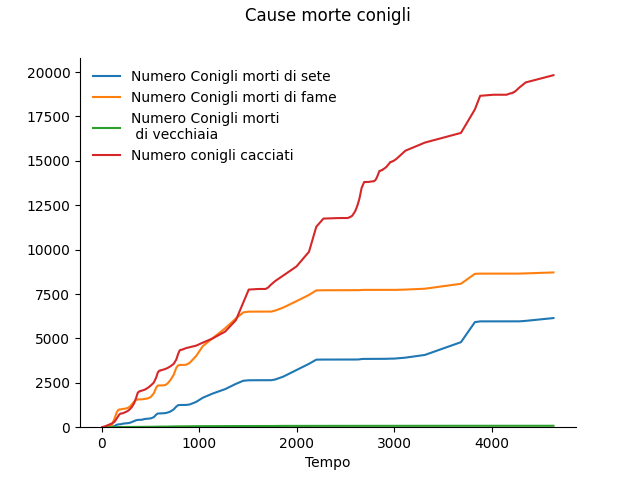 Cause morte conigli
20000
17500
15000
12500
10000
7500
5000
2500
0
Numero Conigli morti di sete
Numero Conigli morti di fame
Numero Conigli morti
di vecchiaia
Numero conigli cacciati
0 1000 2000 3000 4000
Tempo